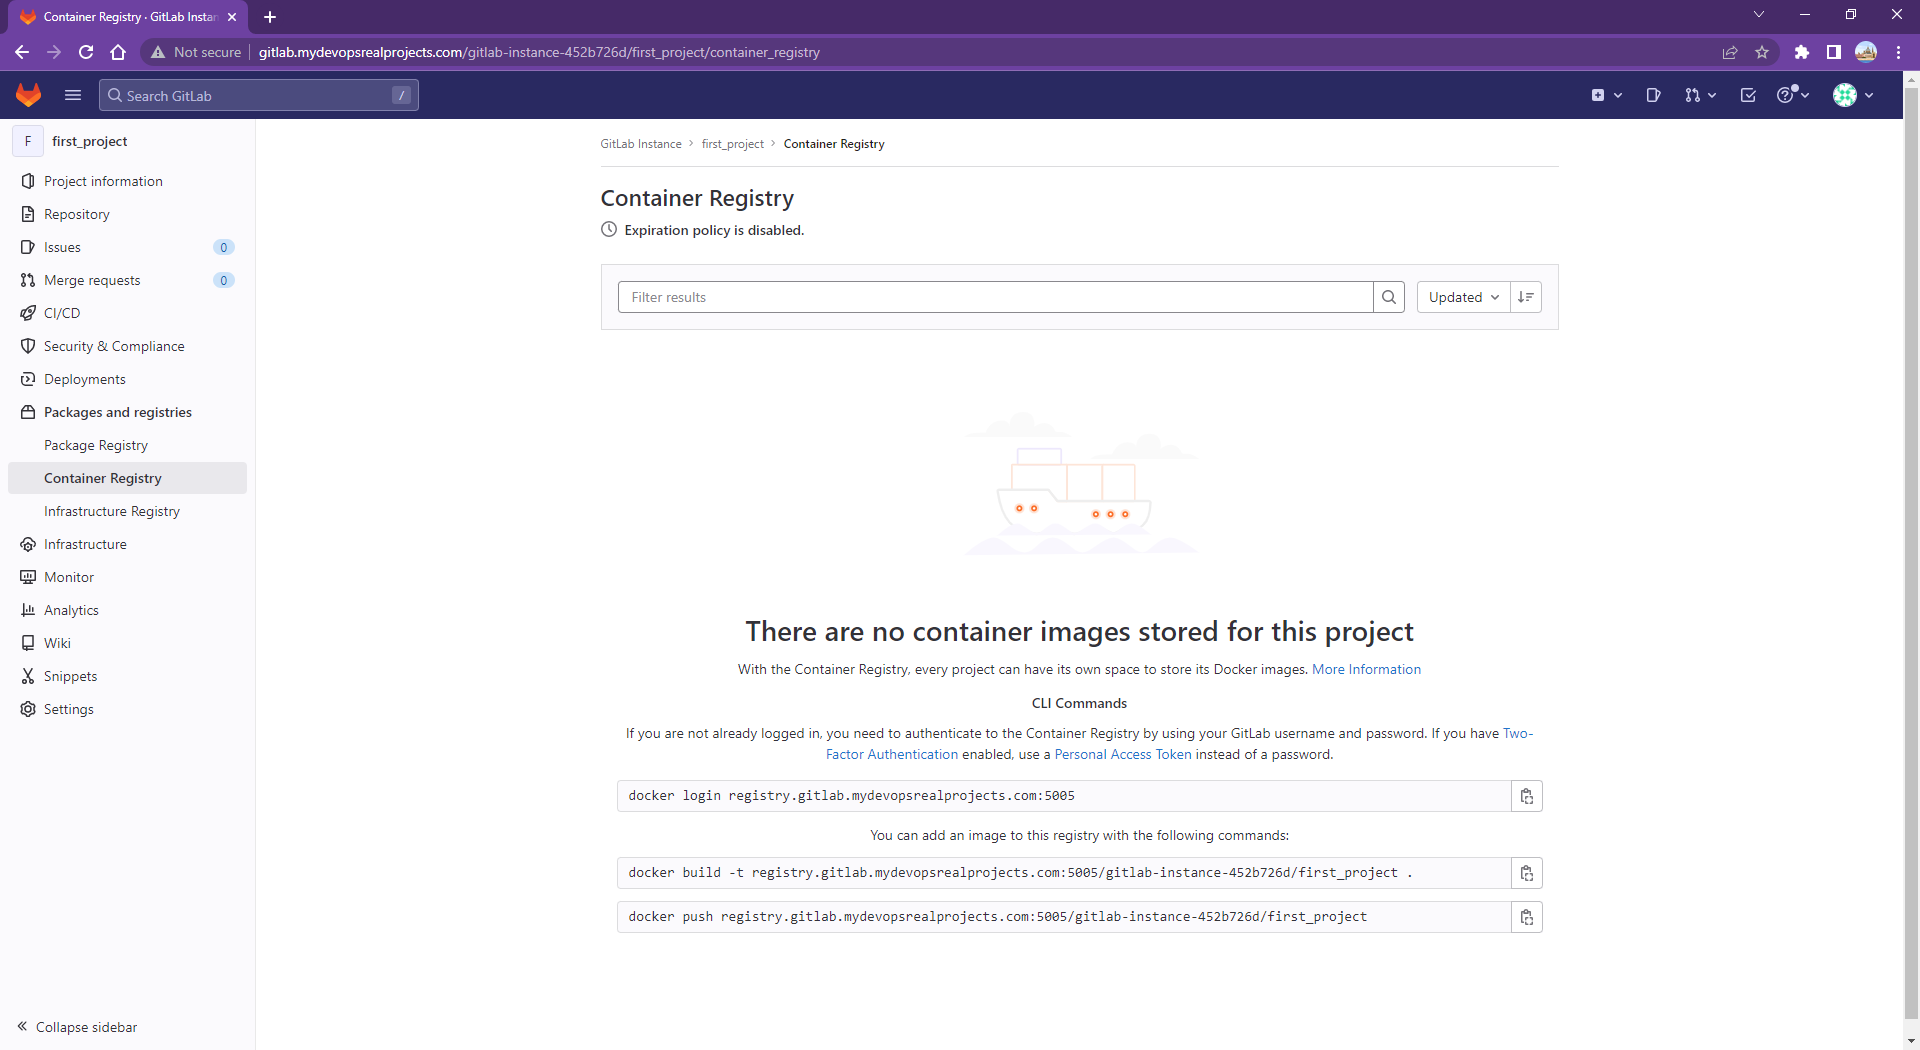 Container Registry · GitLab Instan
Not secure
gitlab.mydevopsrealprojects.com/gitlab-instance-452b726d/first_project/container_registry
Search GitLab
/
F
first_project
Project information
Repository
Issues
0
Merge requests
0
CI/CD
Security & Compliance
Deployments
Packages and registries
Package Registry
Container Registry
Infrastructure Registry
Infrastructure
Monitor
Analytics
Wiki
Snippets
Settings
Collapse sidebar
GitLab Instance › first_project › Container Registry
Container Registry
Expiration policy is disabled.
Filter results
Updated
There are no container images stored for this project
With the Container Registry, every project can have its own space to store its Docker images. More Information
CLI Commands
If you are not already logged in, you need to authenticate to the Container Registry by using your GitLab username and password. If you have Two-
Factor Authentication enabled, use a Personal Access Token instead of a password.
docker login registry.gitlab.mydevopsrealprojects.com:5005
You can add an image to this registry with the following commands:
docker build -t registry.gitlab.mydevopsrealprojects.com:5005/gitlab-instance-452b726d/first_project .
docker push registry.gitlab.mydevopsrealprojects.com:5005/gitlab-instance-452b726d/first_project